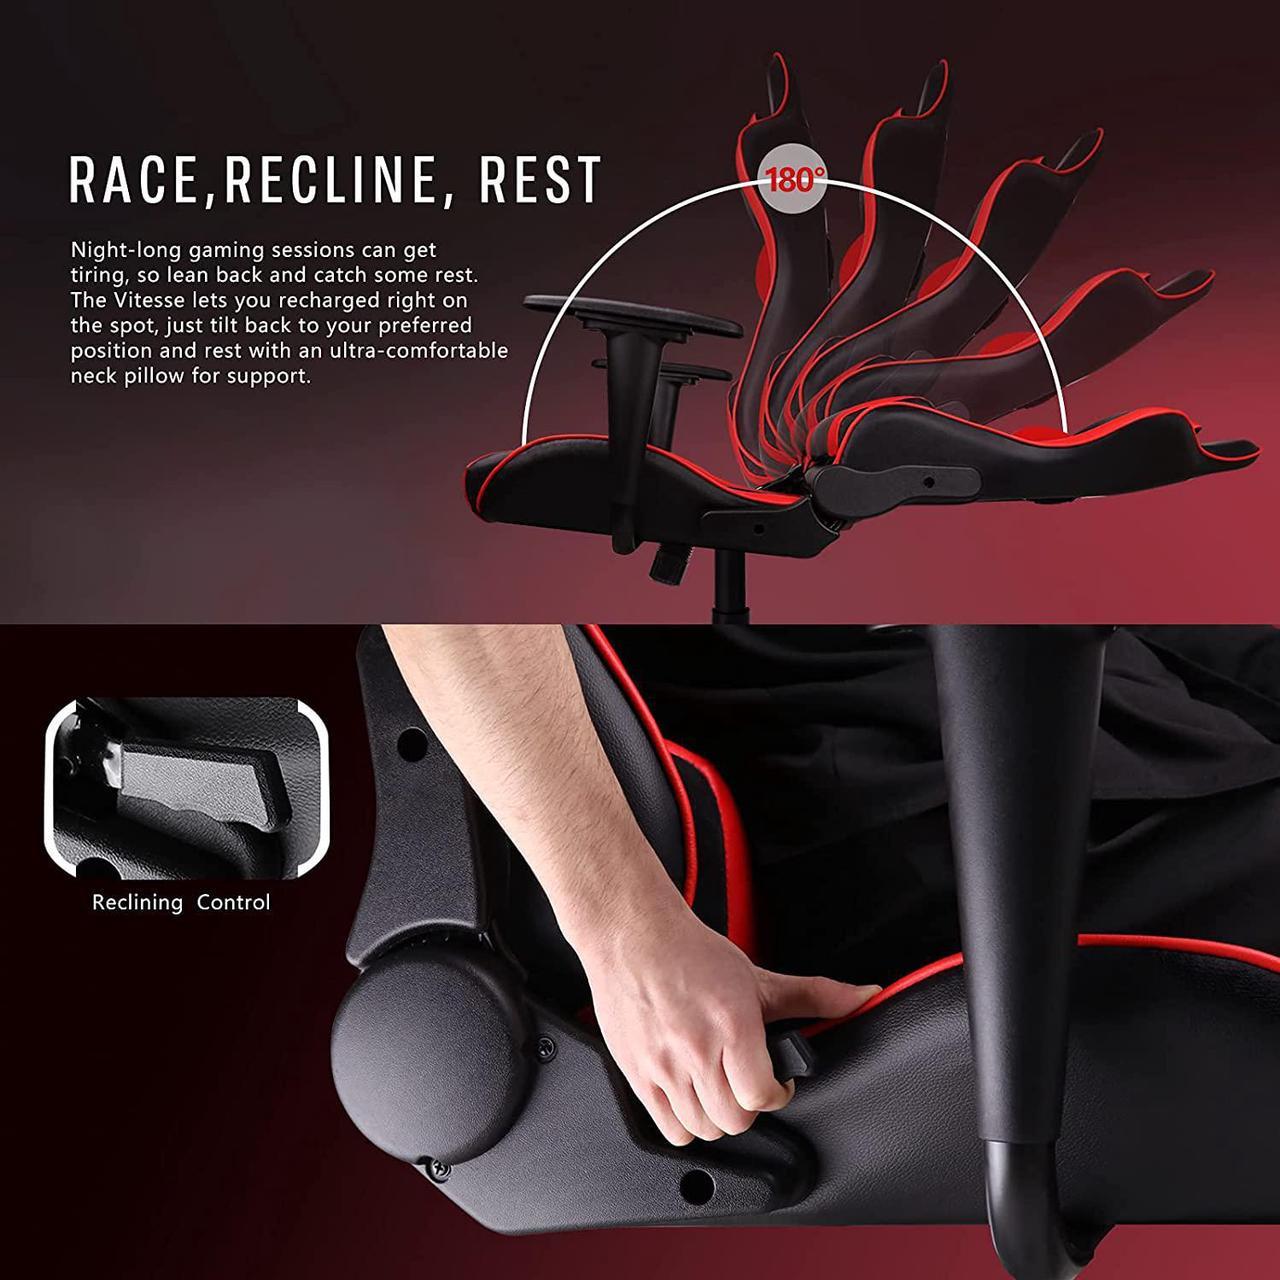 RACE,RECLINE, REST
180°
Night-long gaming sessions can get
tiring, so lean back and catch some rest.
The Vitesse lets you recharged right on
the spot, just tilt back to your preferred
position and rest with an ultra-comfortable
neck pillow for support.
Reclining Control